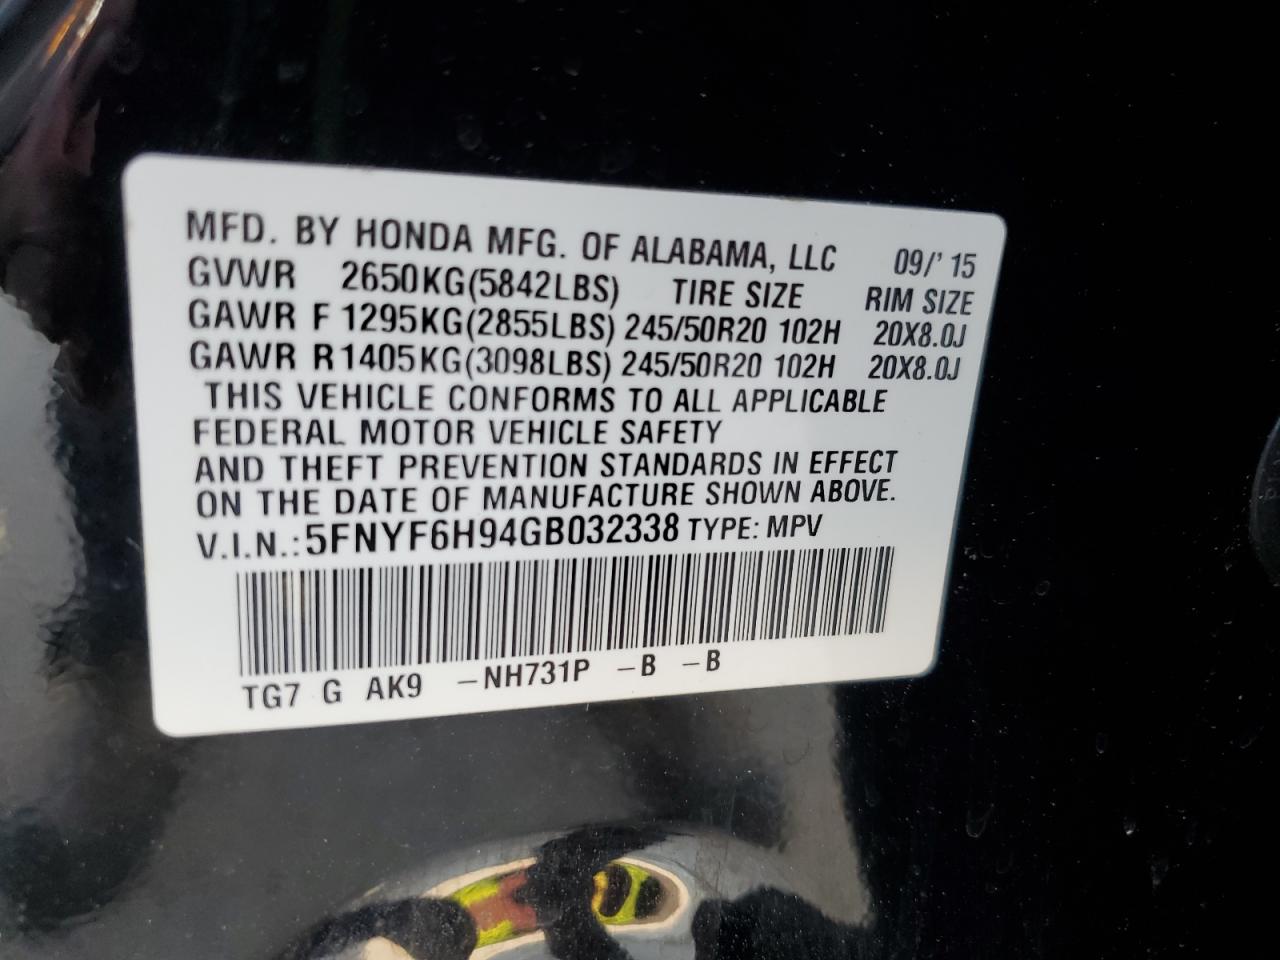 MFD. BY HONDA MFG. OF ALABAMA, LLC 09/' 15
GVWR 2650KG(5842LBS) TIRE SIZE RIM SIZE
GAWR F 1295KG(2855LBS) 245/50R20 102H 20X8.0J
GAWR R 1405KG(3098LBS) 245/50R20 102H 20X8.0J
THIS VEHICLE CONFORMS TO ALL APPLICABLE
FEDERAL MOTOR VEHICLE SAFETY
AND THEFT PREVENTION STANDARDS IN EFFECT
ON THE DATE OF MANUFACTURE SHOWN ABOVE.
V.I.N.: 5FNYF6H94GB032338 TYPE: MPV
TG7 G AK9 -NH731P -B -B